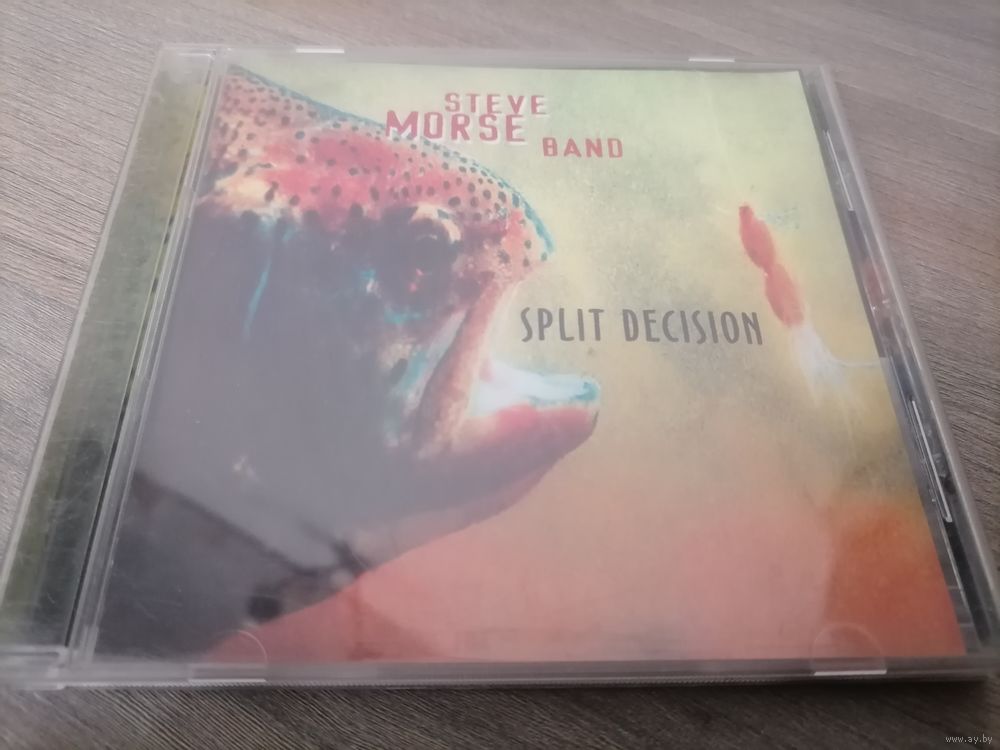 STEVE
MORSE
BAND
SPLIT DECISION
www.ay.by